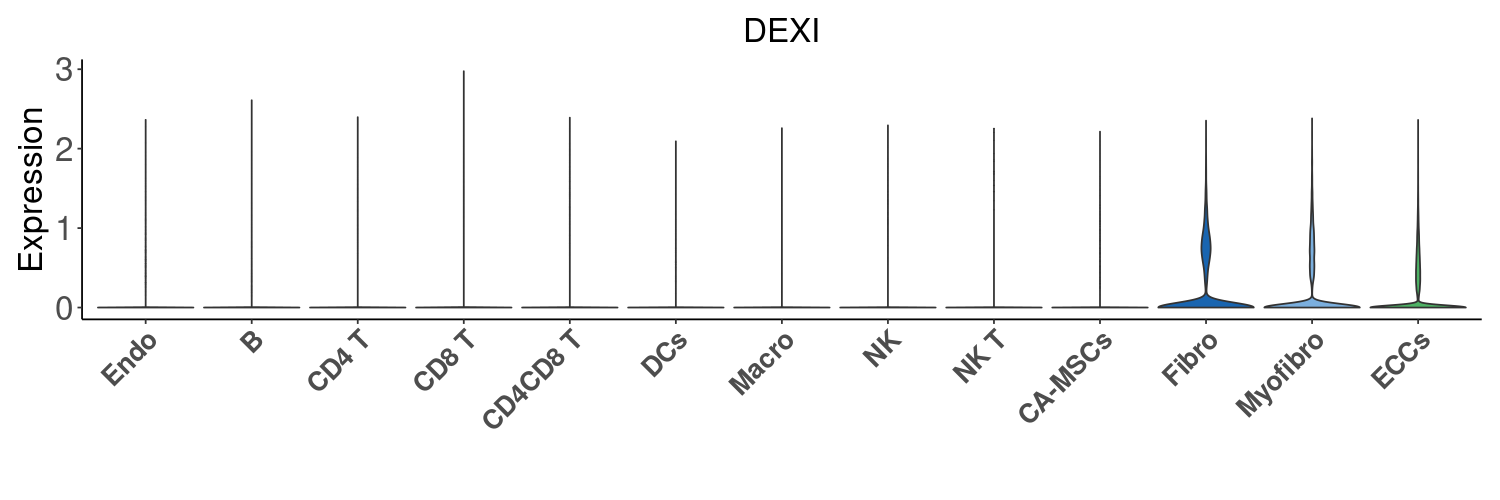 DEXI
Expression
3
2
1
0
Endo
B
CD4 T
CD8 T
CD4CD8 T
DCs
Macro
NK
NK T
CA-MSCs
Fibro
Myofibro
ECCs